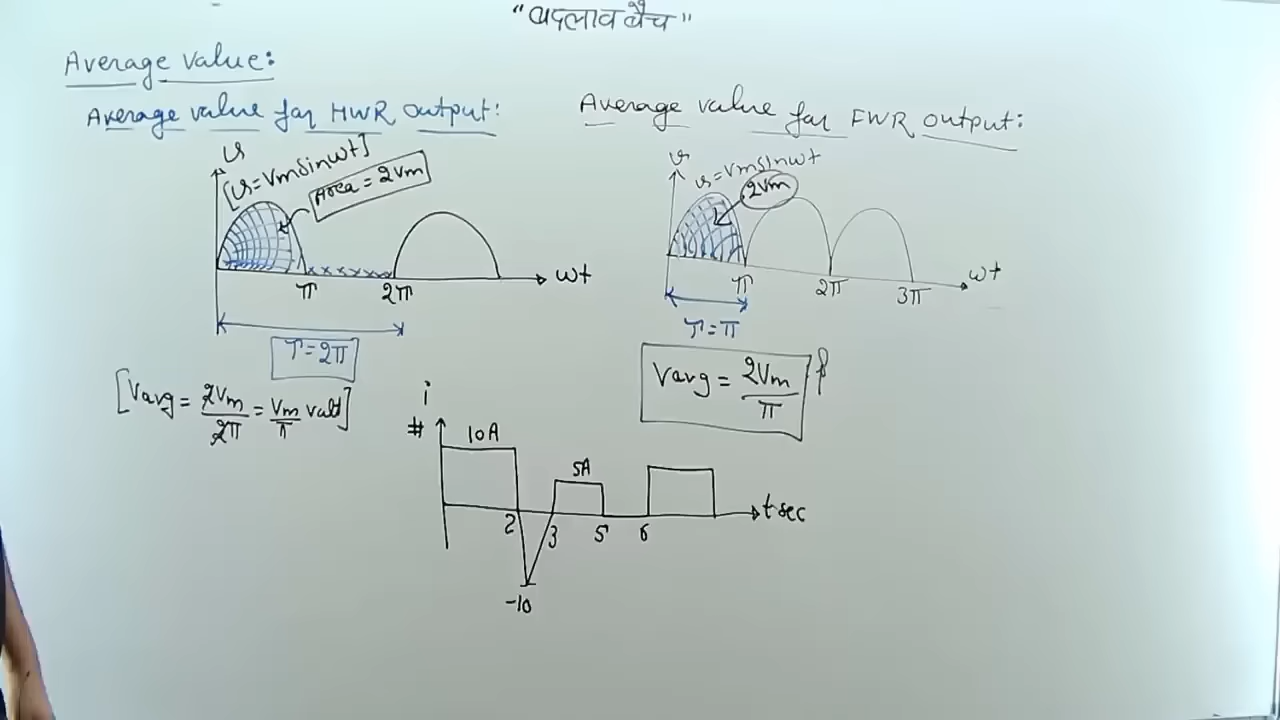 "बदलाव बैच"
Average value:
Average value for HWR output:
υ
[υ=VmSinωt]
Area = 2Vm
π
2π
ωt
T=2π
[Vavg = 2Vm/2π = Vm/π volt]
Average value for FWR output:
υ
υ=VmSinωt
2Vm
π
2π
3π
ωt
T=π
Vavg = 2Vm/π
i
#
10A
5A
2
3
5
6
t sec
-10